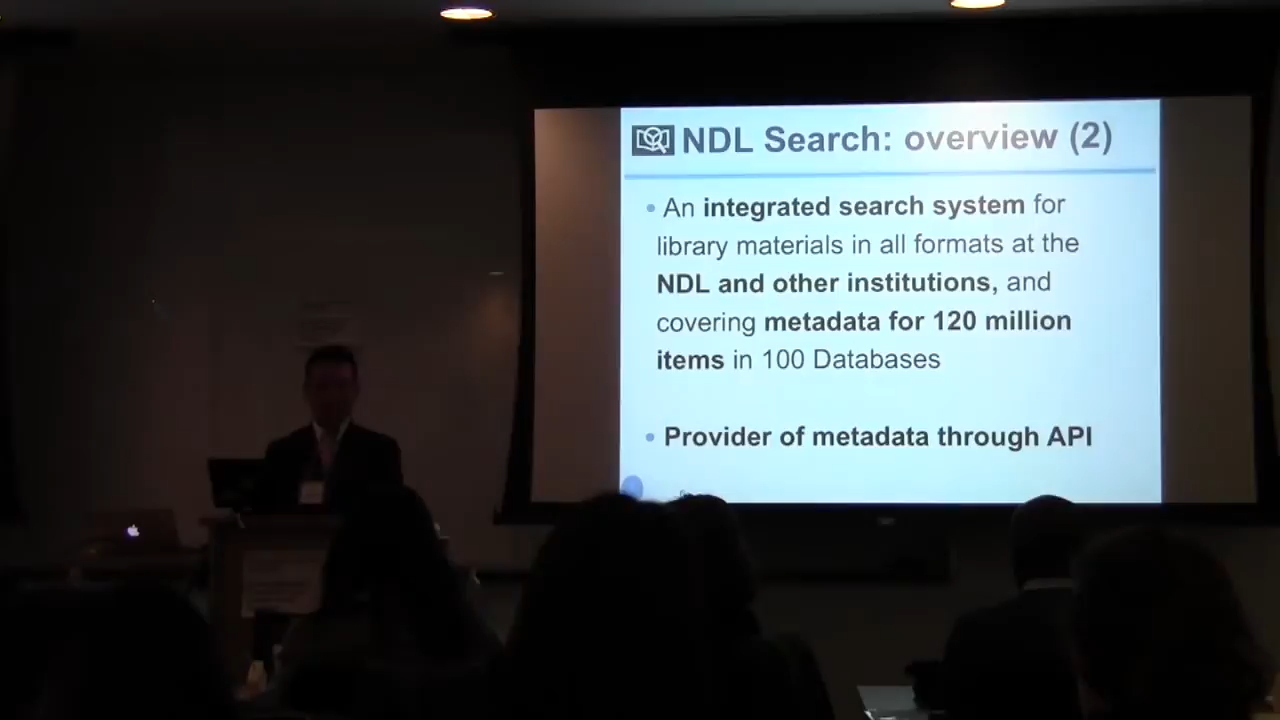 NDL Search: overview (2)
• An integrated search system for
library materials in all formats at the
NDL and other institutions, and
covering metadata for 120 million
items in 100 Databases
• Provider of metadata through API